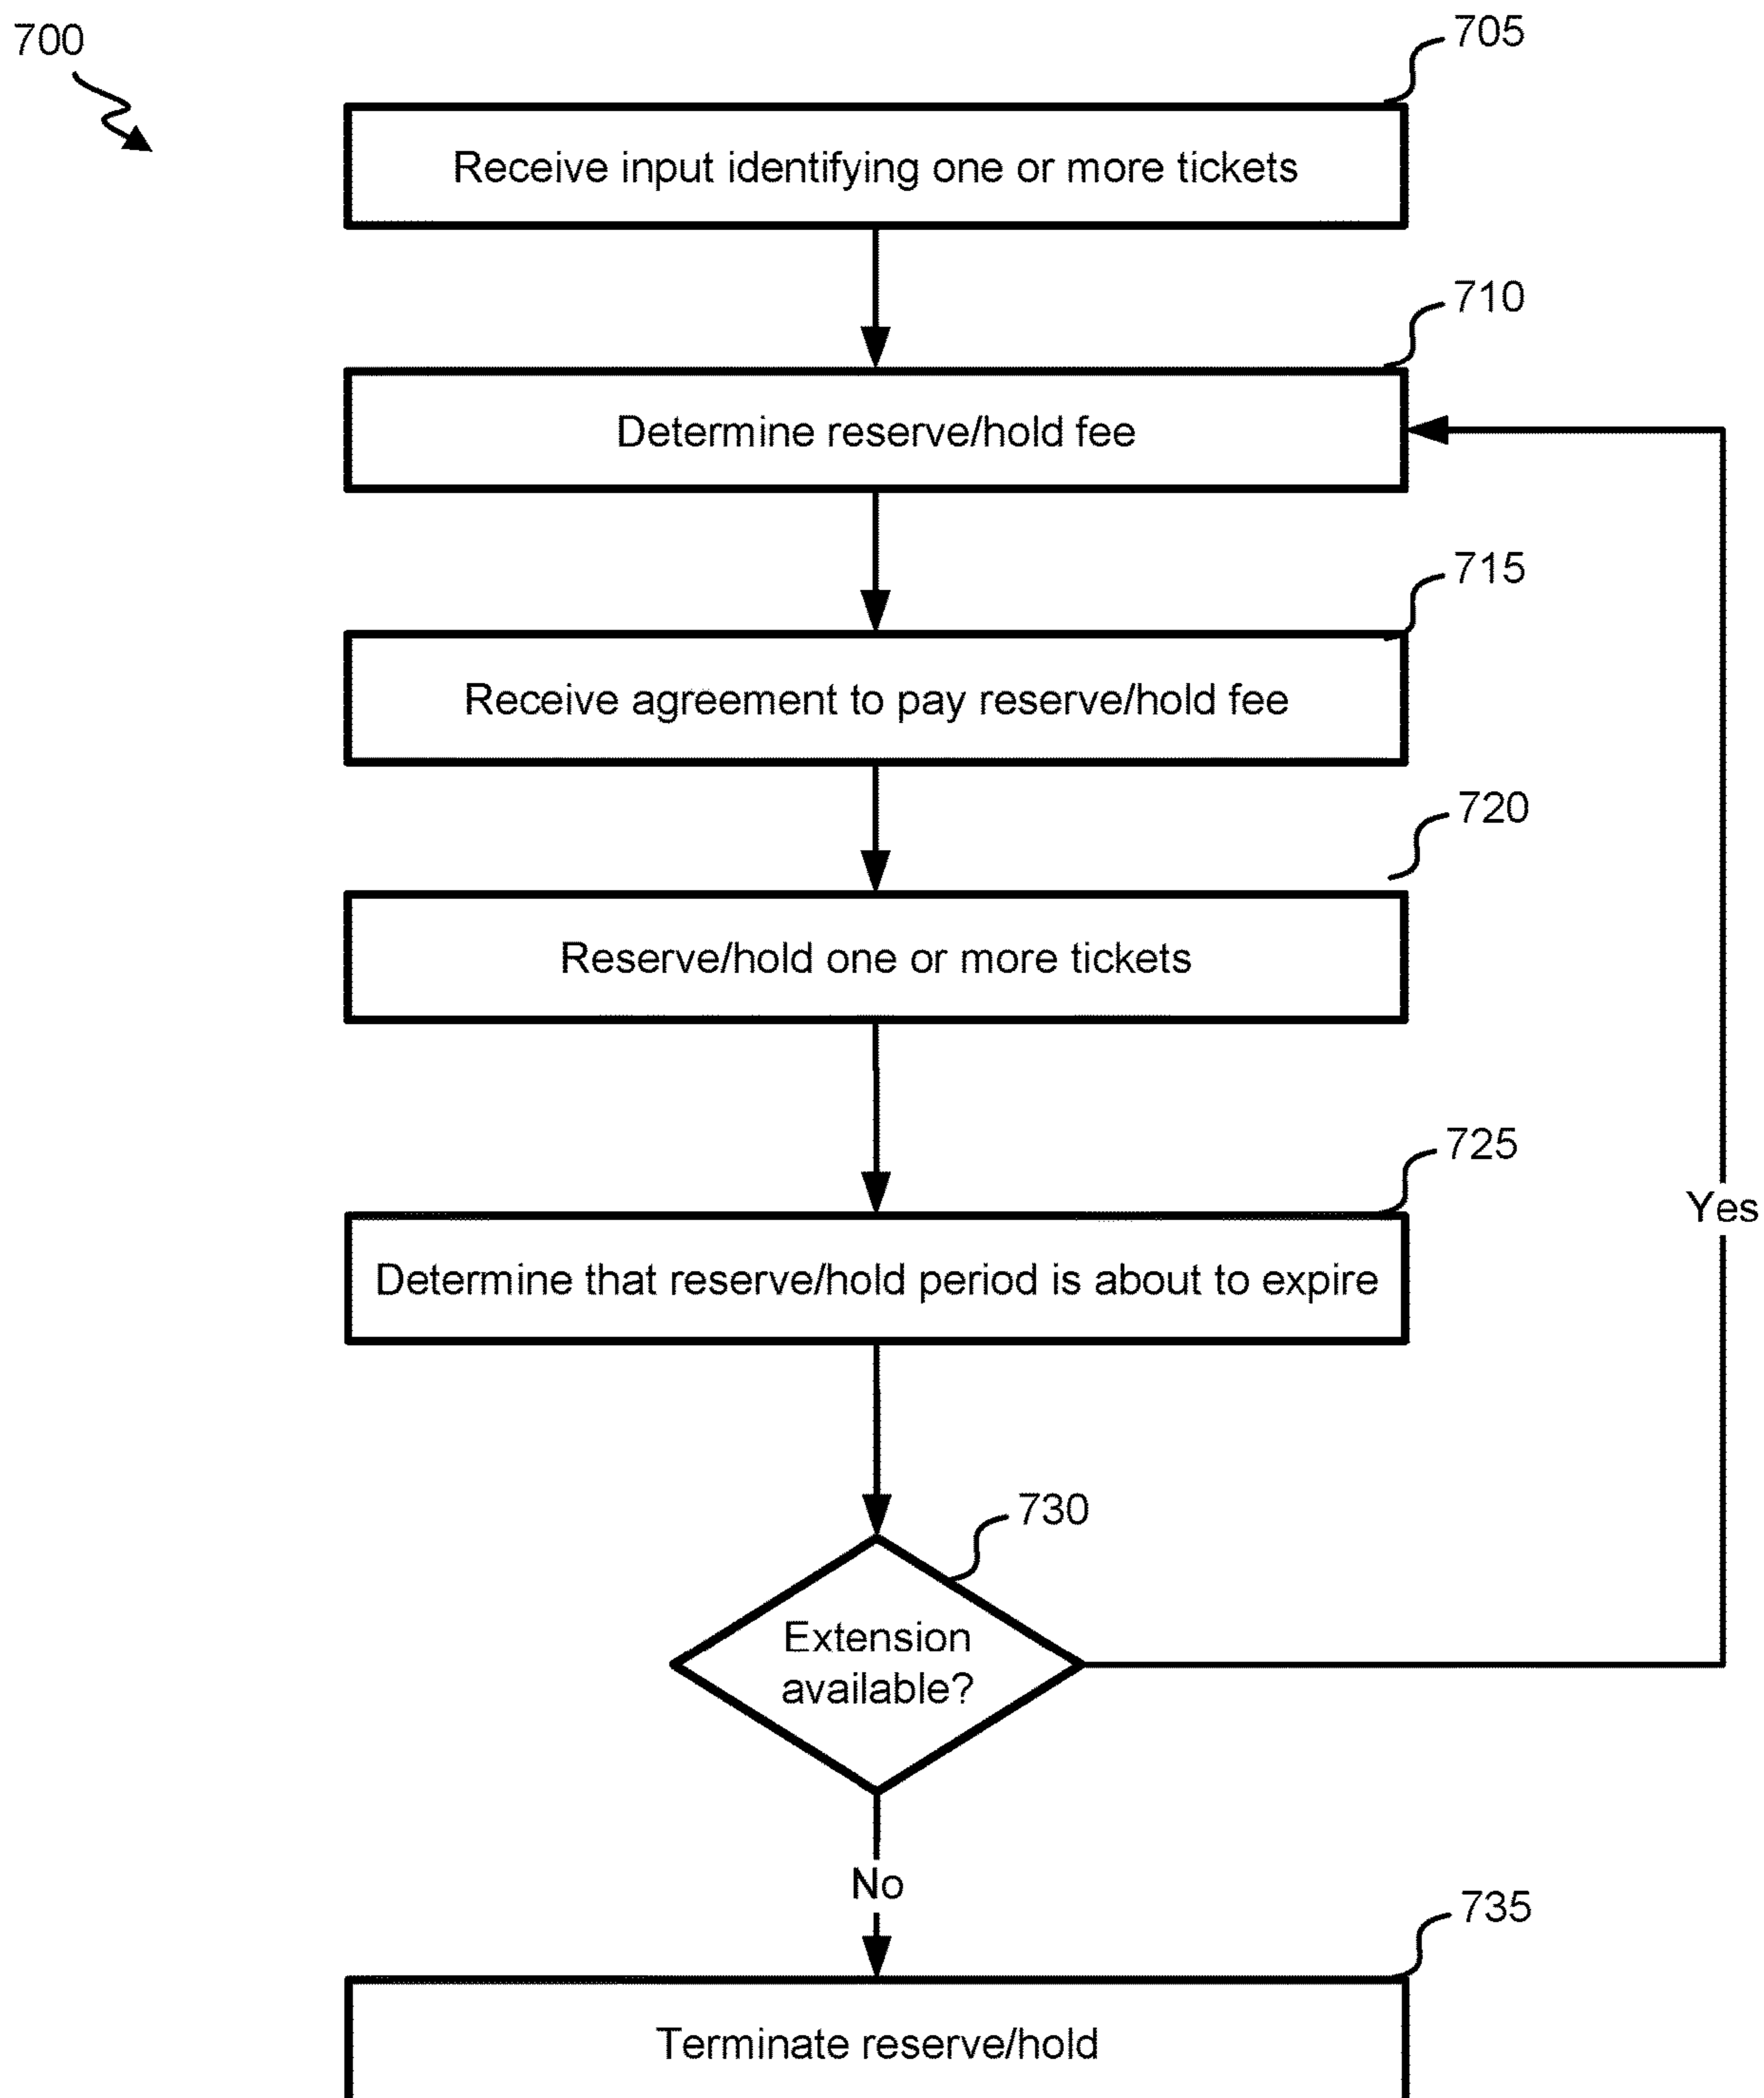 700
705
Receive input identifying one or more tickets
710
Determine reserve/hold fee
715
Receive agreement to pay reserve/hold fee
720
Reserve/hold one or more tickets
725
Yes
Determine that reserve/hold period is about to expire
730
Extension
available?
No
735
Terminate reserve/hold